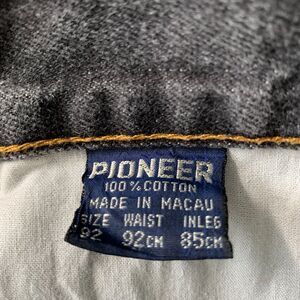 PIONEER
100% COTTON
MADE IN MACAU
SIZE WAIST INLEG
92 92CM 85CM